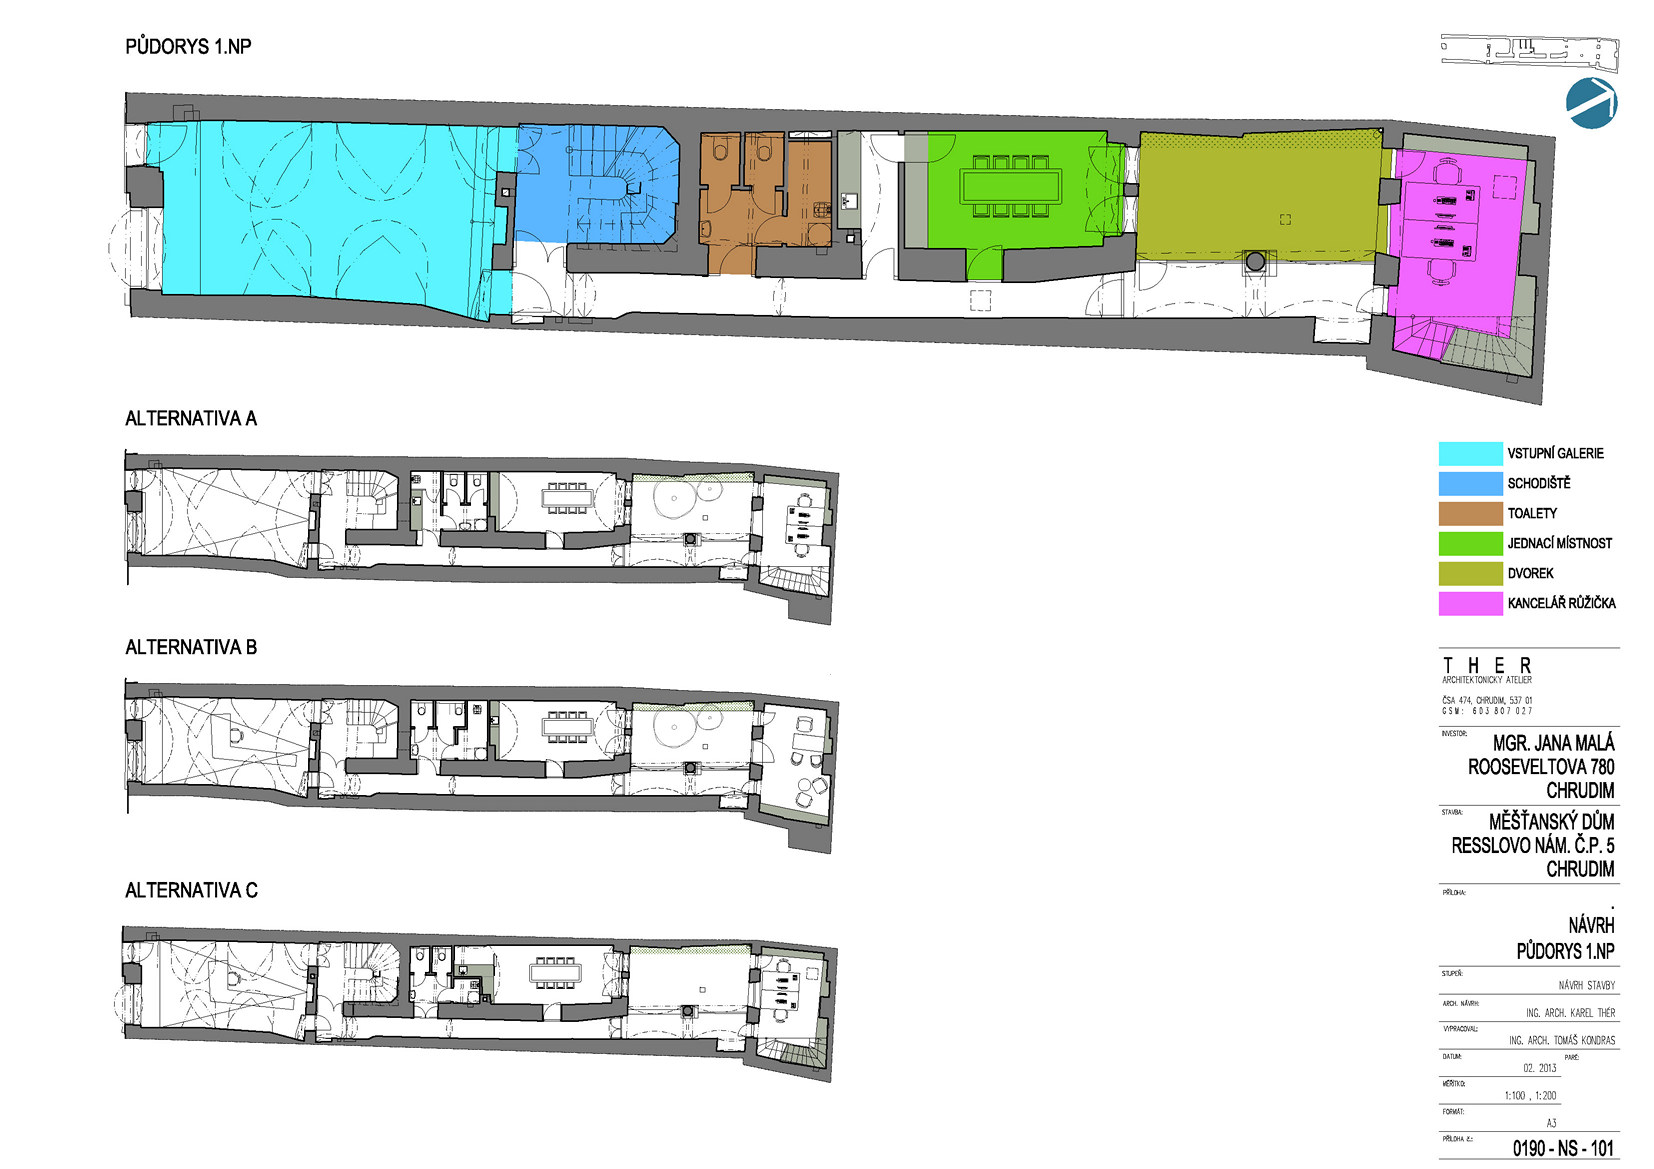 PŮDORYS 1.NP
ALTERNATIVA A
ALTERNATIVA B
ALTERNATIVA C
VSTUPNÍ GALERIE
SCHODIŠTĚ
TOALETY
JEDNACÍ MÍSTNOST
DVOREK
KANCELÁŘ RŮŽIČKA
THER
ARCHITEKTONICKÝ ATELIER
ČSA 474, CHRUDIM, 537 01
GSM: 603 807 027
INVESTOR:
MGR. JANA MALÁ
ROOSEVELTOVA 780
CHRUDIM
STAVBA:
MĚŠŤANSKÝ DŮM
RESSLOVO NÁM. Č.P. 5
CHRUDIM
PŘÍLOHA:
.
NÁVRH
PŮDORYS 1.NP
STUPEŇ:
NÁVRH STAVBY
ARCH. NÁVRH:
ING. ARCH. KAREL THÉR
VYPRACOVAL:
ING. ARCH. TOMÁŠ KONDRAS
DATUM: PARÉ:
02. 2013
MĚŘÍTKO:
1:100 , 1:200
FORMÁT:
A3
PŘÍLOHA č.:
0190 - NS - 101